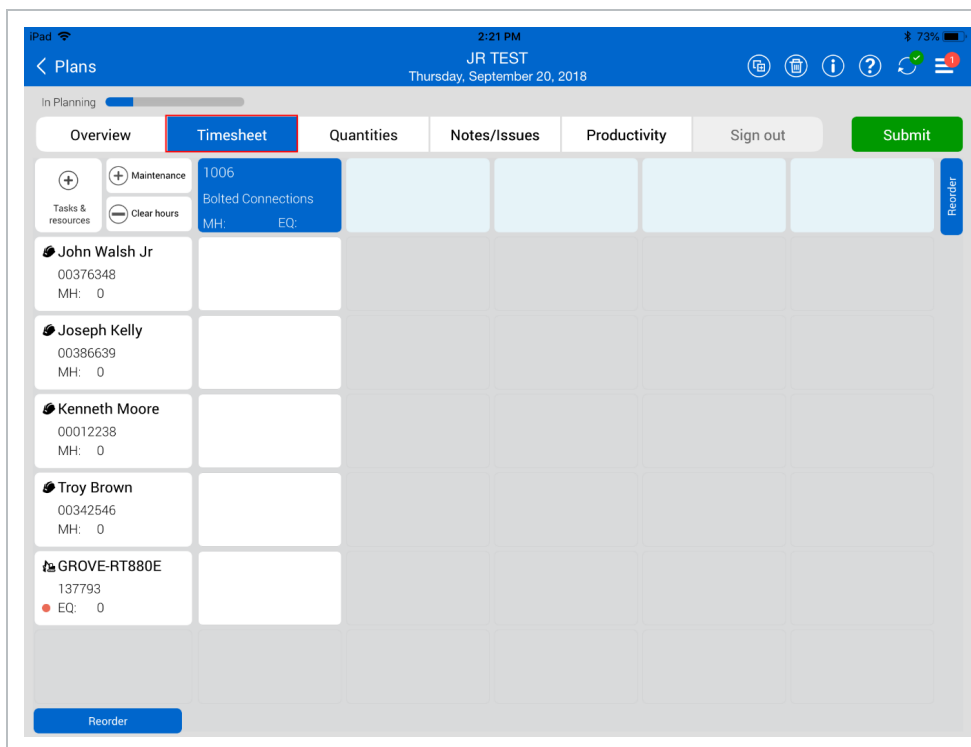 iPad 2:21 PM 73%
Plans JR TEST 1
Thursday, September 20, 2018
In Planning
Overview Timesheet Quantities Notes/Issues Productivity Sign out Submit
Tasks & resources
Maintenance
Clear hours
1006
Bolted Connections
MH: EQ:
Reorder
John Walsh Jr
00376348
MH: 0
Joseph Kelly
00386639
MH: 0
Kenneth Moore
00012238
MH: 0
Troy Brown
00342546
MH: 0
GROVE-RT880E
137793
EQ: 0
Reorder